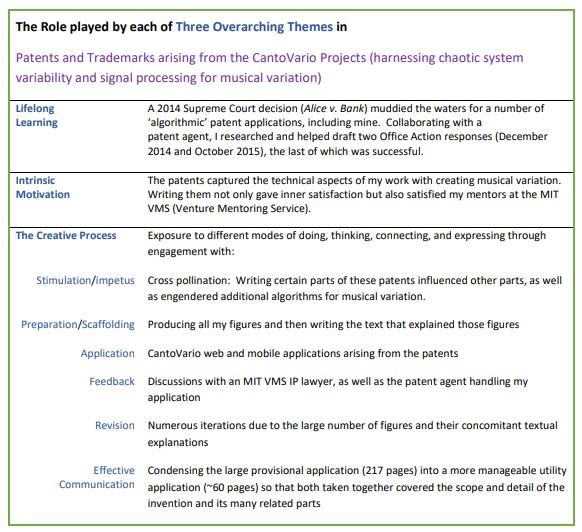 The Role played by each of Three Overarching Themes in
Patents and Trademarks arising from the CantoVario Projects (harnessing chaotic system
variability and signal processing for musical variation)
Lifelong
Learning
A 2014 Supreme Court decision (Alice v. Bank) muddied the waters for a number of
‘algorithmic’ patent applications, including mine.  Collaborating with a
patent agent, I researched and helped draft two Office Action responses (December
2014 and October 2015), the last of which was successful.
Intrinsic
Motivation
The patents captured the technical aspects of my work with creating musical variation.
Writing them not only gave inner satisfaction but also satisfied my mentors at the MIT
VMS (Venture Mentoring Service).
The Creative Process
Exposure to different modes of doing, thinking, connecting, and expressing through
engagement with:
Stimulation/impetus
Cross pollination:  Writing certain parts of these patents influenced other parts, as well
as engendered additional algorithms for musical variation.
Preparation/Scaffolding
Producing all my figures and then writing the text that explained those figures
Application
CantoVario web and mobile applications arising from the patents
Feedback
Discussions with an MIT VMS IP lawyer, as well as the patent agent handling my
application
Revision
Numerous iterations due to the large number of figures and their concomitant textual
explanations
Effective
Communication
Condensing the large provisional application (217 pages) into a more manageable utility
application (~60 pages) so that both taken together covered the scope and detail of the
invention and its many related parts